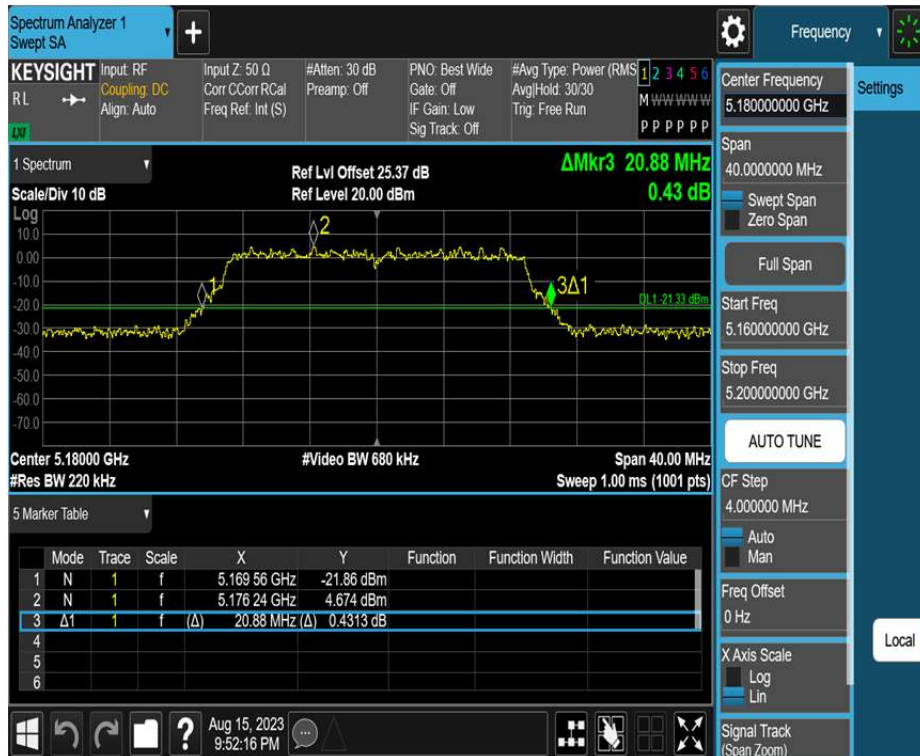 Spectrum Analyzer 1
Swept SA
+
Frequency
KEYSIGHT
RL
LXI
Input: RF
Coupling: DC
Align: Auto
Input Z: 50 Ω
Corr CCorr RCal
Freq Ref: Int (S)
#Atten: 30 dB
Preamp: Off
PNO: Best Wide
Gate: Off
IF Gain: Low
Sig Track: Off
#Avg Type: Power (RMS
Avg|Hold: 30/30
Trig: Free Run
1 2 3 4 5 6
M W W W W W
P P P P P P
1 Spectrum
Scale/Div 10 dB
Ref Lvl Offset 25.37 dB
Ref Level 20.00 dBm
ΔMkr3 20.88 MHz
0.43 dB
Log
10.0
0.00
-10.0
-20.0
-30.0
-40.0
-50.0
-60.0
-70.0
2
1
3Δ1
DL1 -21.33 dBm
Center 5.18000 GHz
#Video BW 680 kHz
Span 40.00 MHz
#Res BW 220 kHz
Sweep 1.00 ms (1001 pts)
5 Marker Table
Mode Trace Scale X Y Function Function Width Function Value
1 N 1 f 5.169 56 GHz -21.86 dBm
2 N 1 f 5.176 24 GHz 4.674 dBm
3 Δ1 1 f (Δ) 20.88 MHz (Δ) 0.4313 dB
4
5
6
?
Aug 15, 2023
9:52:16 PM
Center Frequency
5.180000000 GHz
Settings
Span
40.0000000 MHz
Swept Span
Zero Span
Full Span
Start Freq
5.160000000 GHz
Stop Freq
5.200000000 GHz
AUTO TUNE
CF Step
4.000000 MHz
Auto
Man
Freq Offset
0 Hz
Local
X Axis Scale
Log
Lin
Signal Track
(Span Zoom)